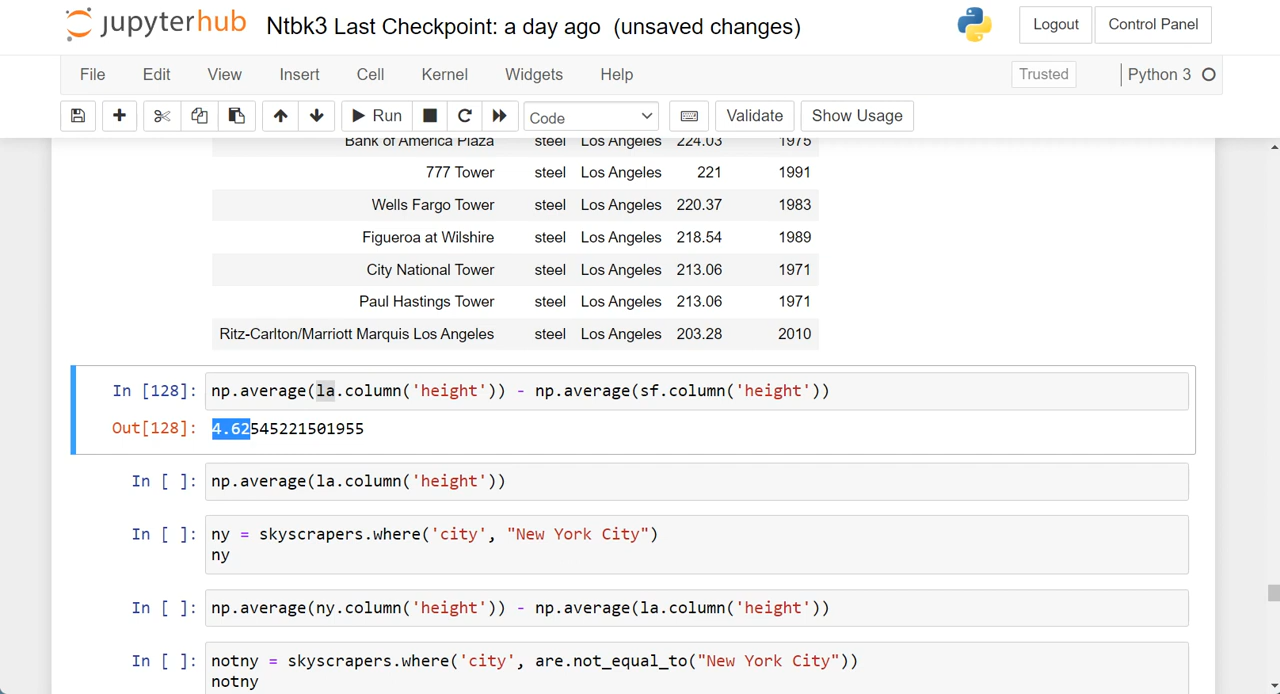 jupyterhub Ntbk3 Last Checkpoint: a day ago (unsaved changes) Logout Control Panel
File Edit View Insert Cell Kernel Widgets Help Trusted Python 3
Run Code Validate Show Usage
Bank of America Plaza steel Los Angeles 224.03 1975
777 Tower steel Los Angeles 221 1991
Wells Fargo Tower steel Los Angeles 220.37 1983
Figueroa at Wilshire steel Los Angeles 218.54 1989
City National Tower steel Los Angeles 213.06 1971
Paul Hastings Tower steel Los Angeles 213.06 1971
Ritz-Carlton/Marriott Marquis Los Angeles steel Los Angeles 203.28 2010
In [128]: np.average(la.column('height')) - np.average(sf.column('height'))
Out[128]: 4.62545221501955
In [ ]: np.average(la.column('height'))
In [ ]: ny = skyscrapers.where('city', "New York City")
ny
In [ ]: np.average(ny.column('height')) - np.average(la.column('height'))
In [ ]: notny = skyscrapers.where('city', are.not_equal_to("New York City"))
notny